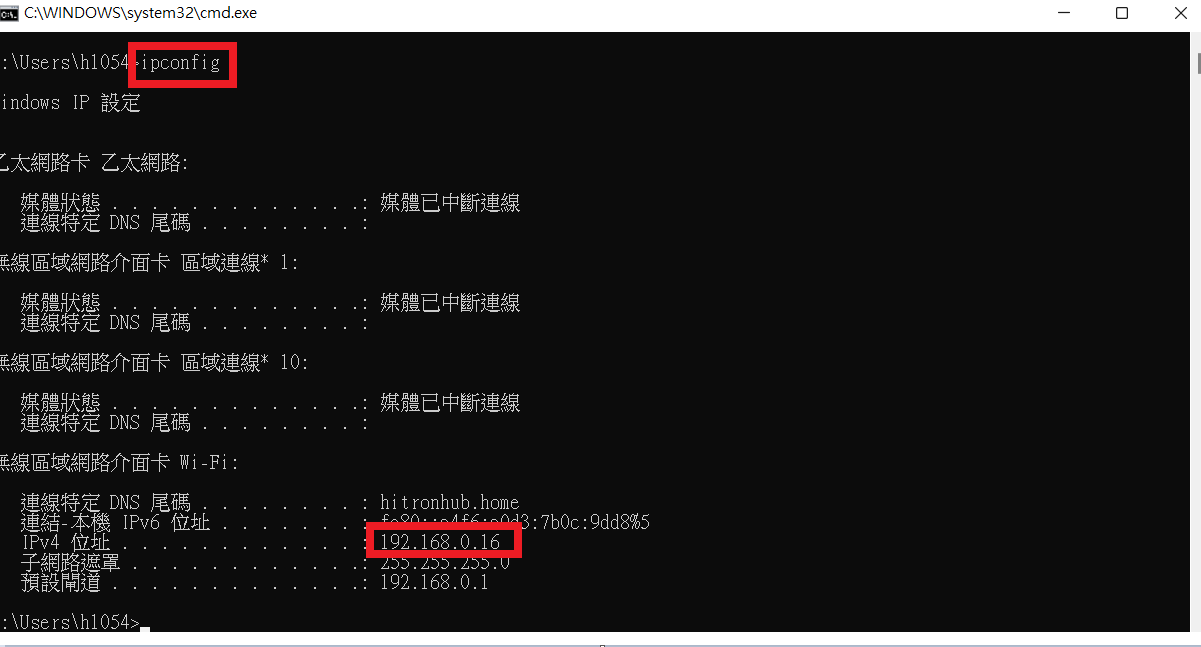 C:\WINDOWS\system32\cmd.exe
:\Users\h1054>ipconfig
indows IP 設定
乙太網路卡 乙太網路:
媒體狀態 . . . . . . . . . . . . .: 媒體已中斷連線
連線特定 DNS 尾碼 . . . . . . . . :
無線區域網路介面卡 區域連線* 1:
媒體狀態 . . . . . . . . . . . . .: 媒體已中斷連線
連線特定 DNS 尾碼 . . . . . . . . :
無線區域網路介面卡 區域連線* 10:
媒體狀態 . . . . . . . . . . . . .: 媒體已中斷連線
連線特定 DNS 尾碼 . . . . . . . . :
無線區域網路介面卡 Wi-Fi:
連線特定 DNS 尾碼 . . . . . . . . : hitronhub.home
連結-本機 IPv6 位址 . . . . . . . :
IPv4 位址 . . . . . . . . . . . . : 192.168.0.16
子網路遮罩 . . . . . . . . . . . .: 255.255.255.0
預設閘道 . . . . . . . . . . . . .: 192.168.0.1
:\Users\h1054>